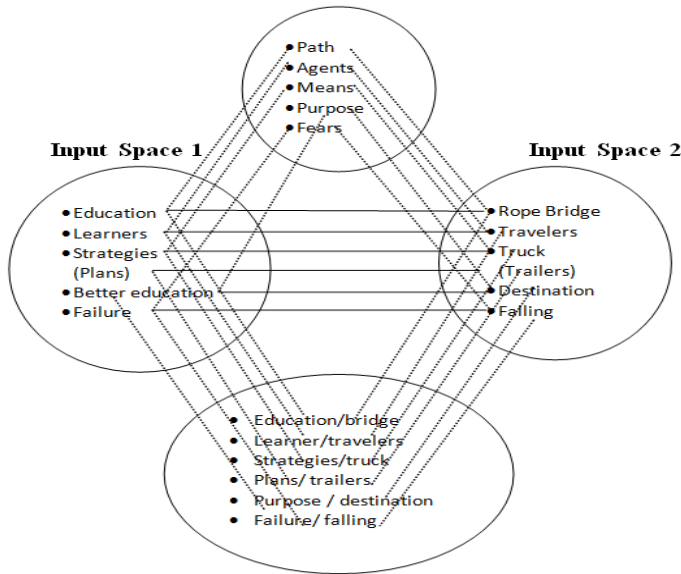 • Path
• Agents
• Means
• Purpose
• Fears
Input Space 1
Input Space 2
• Education
• Learners
• Strategies
(Plans)
• Better education
• Failure
• Rope Bridge
• Travelers
• Truck
(Trailers)
• Destination
• Falling
• Education/bridge
• Learner/travelers
• Strategies/truck
• Plans/ trailers
• Purpose / destination
• Failure/ falling